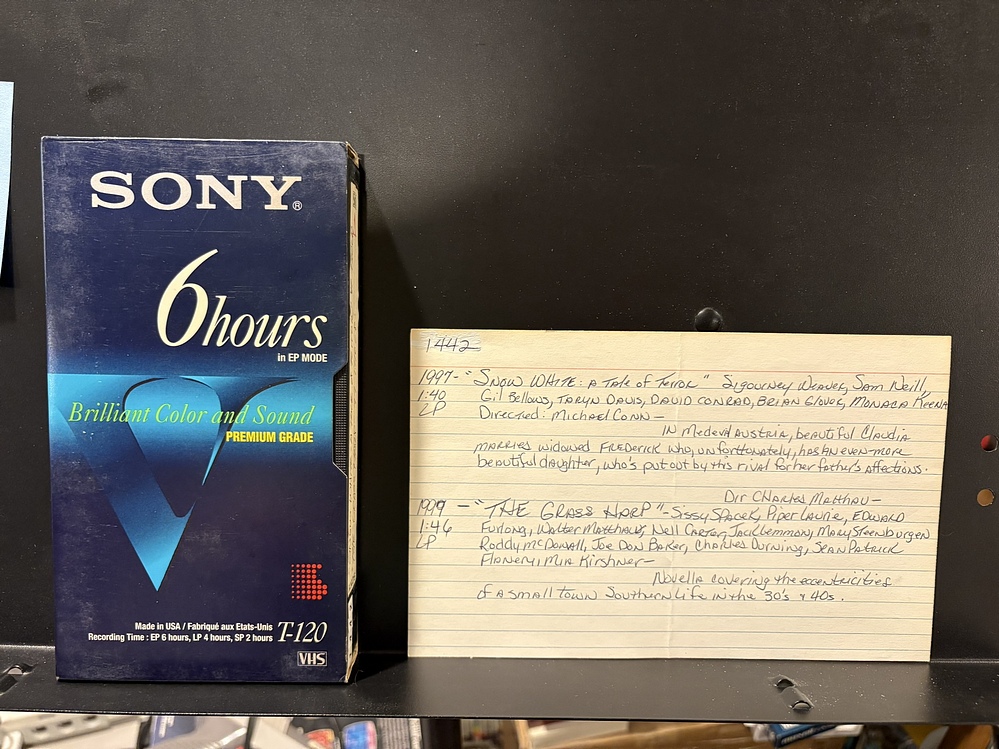 SONY®
6hours
in EP MODE
Brilliant Color and Sound
PREMIUM GRADE
Made in USA / Fabriqué aux Etats-Unis
Recording Time : EP 6 hours, LP 4 hours, SP 2 hours T-120
VHS
1442
1997- "SNOW WHITE: A TALE of TERROR" SIGOURNEY WEAVER, SAM NEILL,
1:40 Gil Bellows, TARYN DAVIS, DAVID CONRAD, BRIAN GLOVER, MONACA KEENA
LP Directed: MICHAEL COHN —
IN Medevil AUSTRIA, beautiful Claudia
MARRIES widowed FREDERICK who, unfortunately, has an even-more
beautiful daughter, who's put out by this rival for her father's affections.
Dir CHARLES MATTHAU —
1999 - "THE GRASS HARP" - SISSY SPACEK, PIPER LAURIE, EDWARD
1:46 Furlong, WALTER MATTHAU, Nell CARTER, JACK LEMMON, MARY STEENBURGEN
LP Roddy McDOWALL, Joe DON BAKER, CHARLES DURNING, SEAN PATRICK
Flanery, MIA KIRSHNER —
Novella covering the eccentricities
of A small TOWN Southern Life in the 30's & 40s.